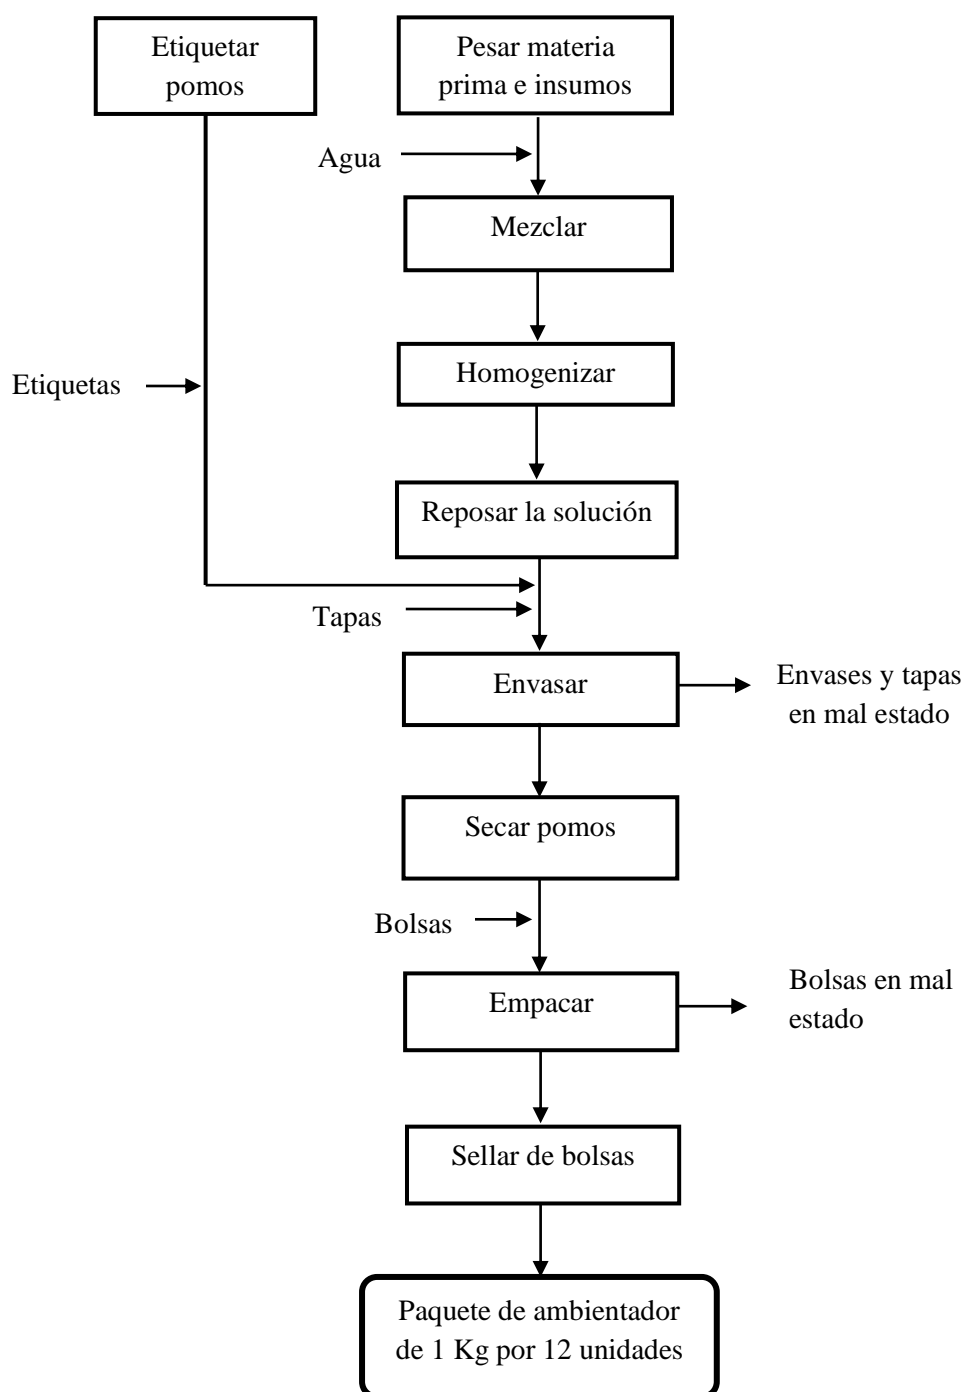 Etiquetar
pomos
Pesar materia
prima e insumos
Agua
Mezclar
Homogenizar
Etiquetas
Reposar la solución
Tapas
Envasar
Envases y tapas
en mal estado
Secar pomos
Bolsas
Empacar
Bolsas en mal
estado
Sellar de bolsas
Paquete de ambientador
de 1 Kg por 12 unidades